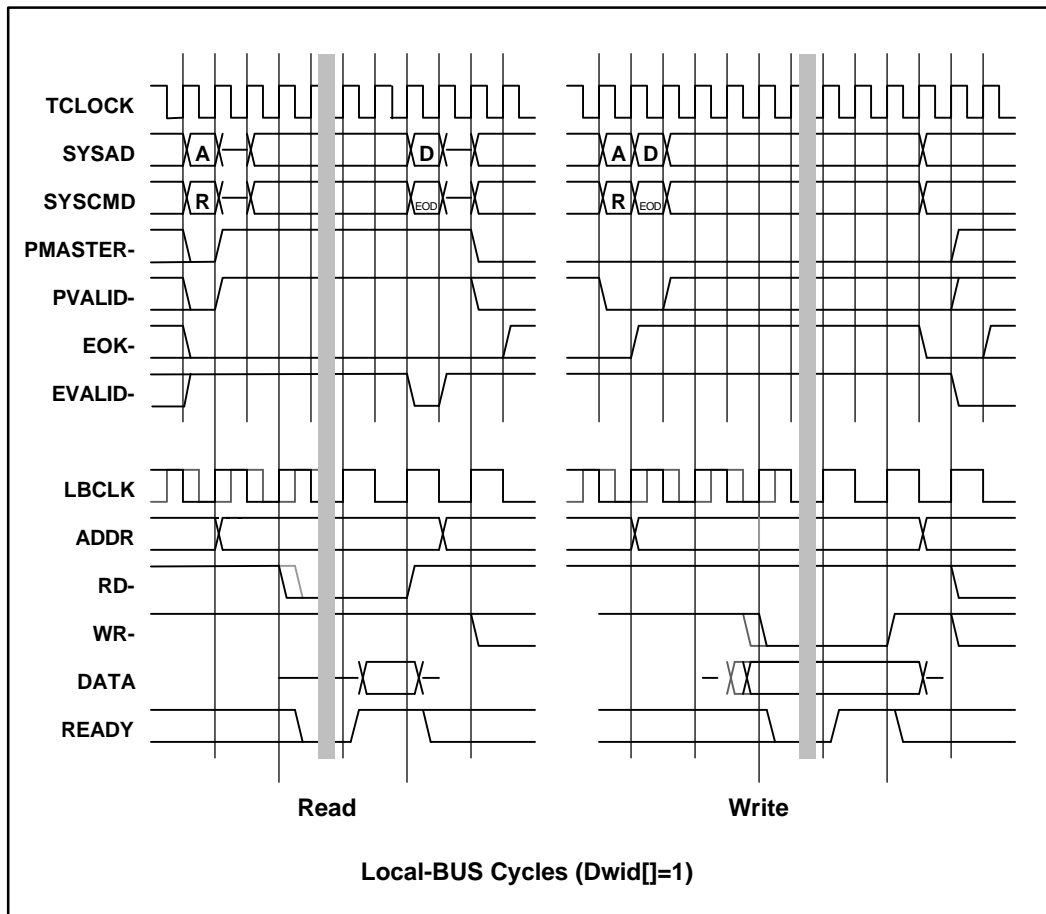 TCLOCK
SYSAD A D A D
SYSCMD R EOD R EOD
PMASTER-
PVALID-
EOK-
EVALID-
LBCLK
ADDR
RD-
WR-
DATA
READY
Read Write
Local-BUS Cycles (Dwid[]=1)